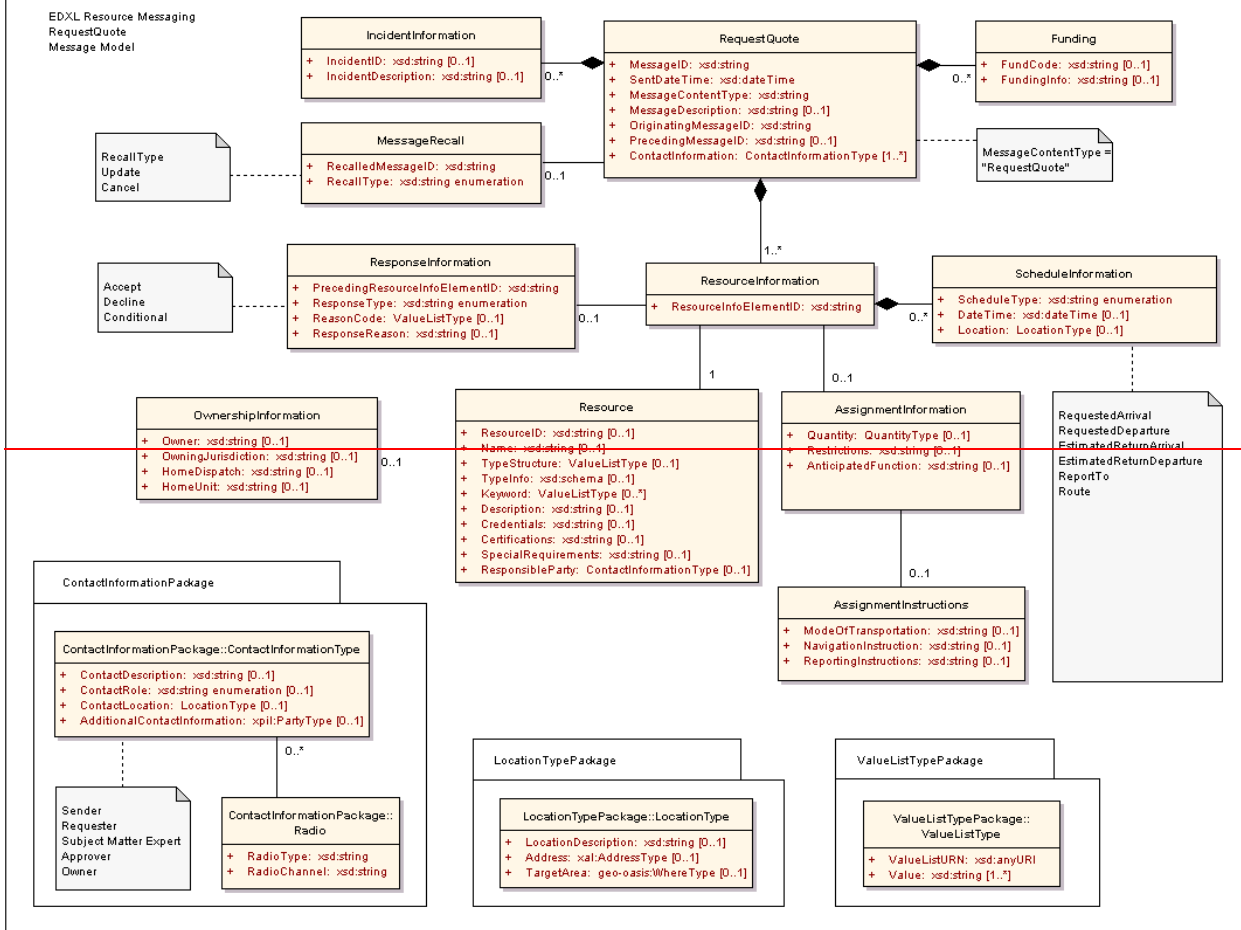 EDXL Resource Messaging
RequestQuote
Message Model
IncidentInformation
+ IncidentID: xsd:string [0..1]
+ IncidentDescription: xsd:string [0..1]
0..*
RequestQuote
+ MessageID: xsd:string
+ SentDateTime: xsd:dateTime
+ MessageContentType: xsd:string
+ MessageDescription: xsd:string [0..1]
+ OriginatingMessageID: xsd:string
+ PrecedingMessageID: xsd:string [0..1]
+ ContactInformation: ContactInformationType [1..*]
Funding
+ FundCode: xsd:string [0..1]
+ FundingInfo: xsd:string [0..1]
0..*
MessageRecall
+ RecalledMessageID: xsd:string
+ RecallType: xsd:string enumeration
0..1
RecallType
Update
Cancel
MessageContentType =
"RequestQuote"
1..*
ResponseInformation
+ PrecedingResourceInfoElementID: xsd:string
+ ResponseType: xsd:string enumeration
+ ReasonCode: ValueListType [0..1]
+ ResponseReason: xsd:string [0..1]
0..1
Accept
Decline
Conditional
ResourceInformation
+ ResourceInfoElementID: xsd:string
ScheduleInformation
+ ScheduleType: xsd:string enumeration
+ DateTime: xsd:dateTime [0..1]
+ Location: LocationType [0..1]
0..*
1
0..1
OwnershipInformation
+ Owner: xsd:string [0..1]
+ OwningJurisdiction: xsd:string [0..1]
+ HomeDispatch: xsd:string [0..1]
+ HomeUnit: xsd:string [0..1]
0..1
Resource
+ ResourceID: xsd:string [0..1]
+ Name: xsd:string [0..1]
+ TypeStructure: ValueListType [0..1]
+ TypeInfo: xsd:schema [0..1]
+ Keyword: ValueListType [0..*]
+ Description: xsd:string [0..1]
+ Credentials: xsd:string [0..1]
+ Certifications: xsd:string [0..1]
+ SpecialRequirements: xsd:string [0..1]
+ ResponsibleParty: ContactInformationType [0..1]
AssignmentInformation
+ Quantity: QuantityType [0..1]
+ Restrictions: xsd:string [0..1]
+ AnticipatedFunction: xsd:string [0..1]
RequestedArrival
RequestedDeparture
EstimatedReturnArrival
EstimatedReturnDeparture
ReportTo
Route
0..1
AssignmentInstructions
+ ModeOfTransportation: xsd:string [0..1]
+ NavigationInstruction: xsd:string [0..1]
+ ReportingInstructions: xsd:string [0..1]
ContactInformationPackage
ContactInformationPackage::ContactInformationType
+ ContactDescription: xsd:string [0..1]
+ ContactRole: xsd:string enumeration [0..1]
+ ContactLocation: LocationType [0..1]
+ AdditionalContactInformation: xpil:PartyType [0..1]
0..*
Sender
Requester
Subject Matter Expert
Approver
Owner
ContactInformationPackage::
Radio
+ RadioType: xsd:string
+ RadioChannel: xsd:string
LocationTypePackage
LocationTypePackage::LocationType
+ LocationDescription: xsd:string [0..1]
+ Address: xal:AddressType [0..1]
+ TargetArea: geo-oasis:WhereType [0..1]
ValueListTypePackage
ValueListTypePackage::
ValueListType
+ ValueListURN: xsd:anyURI
+ Value: xsd:string [1..*]